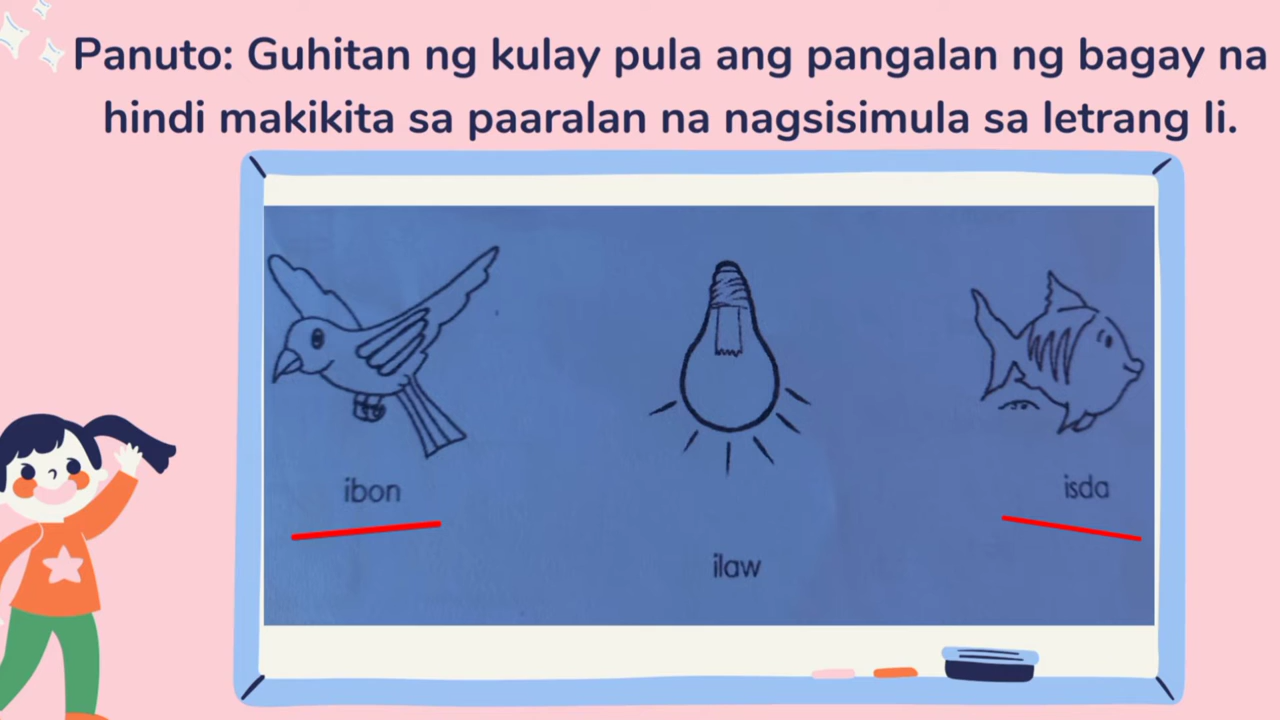 Panuto: Guhitan ng kulay pula ang pangalan ng bagay na
hindi makikita sa paaralan na nagsisimula sa letrang Ii.
ibon
ilaw
isda